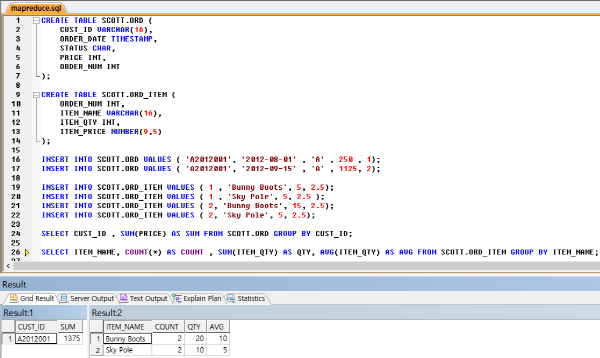 mapreduce.sql
1 CREATE TABLE SCOTT.ORD (
2 CUST_ID VARCHAR(16),
3 ORDER_DATE TIMESTAMP,
4 STATUS CHAR,
5 PRICE INT,
6 ORDER_NUM INT
7 );
8
9 CREATE TABLE SCOTT.ORD_ITEM (
10 ORDER_NUM INT,
11 ITEM_NAME VARCHAR(16),
12 ITEM_QTY INT,
13 ITEM_PRICE NUMBER(9,5)
14 );
15
16 INSERT INTO SCOTT.ORD VALUES ( 'A2012001', '2012-08-01' , 'A' , 250 , 1);
17 INSERT INTO SCOTT.ORD VALUES ( 'A2012001', '2012-09-15' , 'A' , 1125, 2);
18
19 INSERT INTO SCOTT.ORD_ITEM VALUES ( 1 , 'Bunny Boots', 5, 2.5);
20 INSERT INTO SCOTT.ORD_ITEM VALUES ( 1 , 'Sky Pole', 5, 2.5 );
21 INSERT INTO SCOTT.ORD_ITEM VALUES ( 2, 'Bunny Boots', 15, 2.5);
22 INSERT INTO SCOTT.ORD_ITEM VALUES ( 2, 'Sky Pole', 5, 2.5);
23
24 SELECT CUST_ID , SUM(PRICE) AS SUM FROM SCOTT.ORD GROUP BY CUST_ID;
25
26 SELECT ITEM_NAME, COUNT(*) AS COUNT , SUM(ITEM_QTY) AS QTY, AVG(ITEM_QTY) AS AVG FROM SCOTT.ORD_ITEM GROUP BY ITEM_NAME;
27
Result
Grid Result Server Output Text Output Explain Plan Statistics
Result:1 Result:2
CUST_ID SUM ITEM_NAME COUNT QTY AVG
1 A2012001 1375 1 Bunny Boots 2 20 10
2 Sky Pole 2 10 5